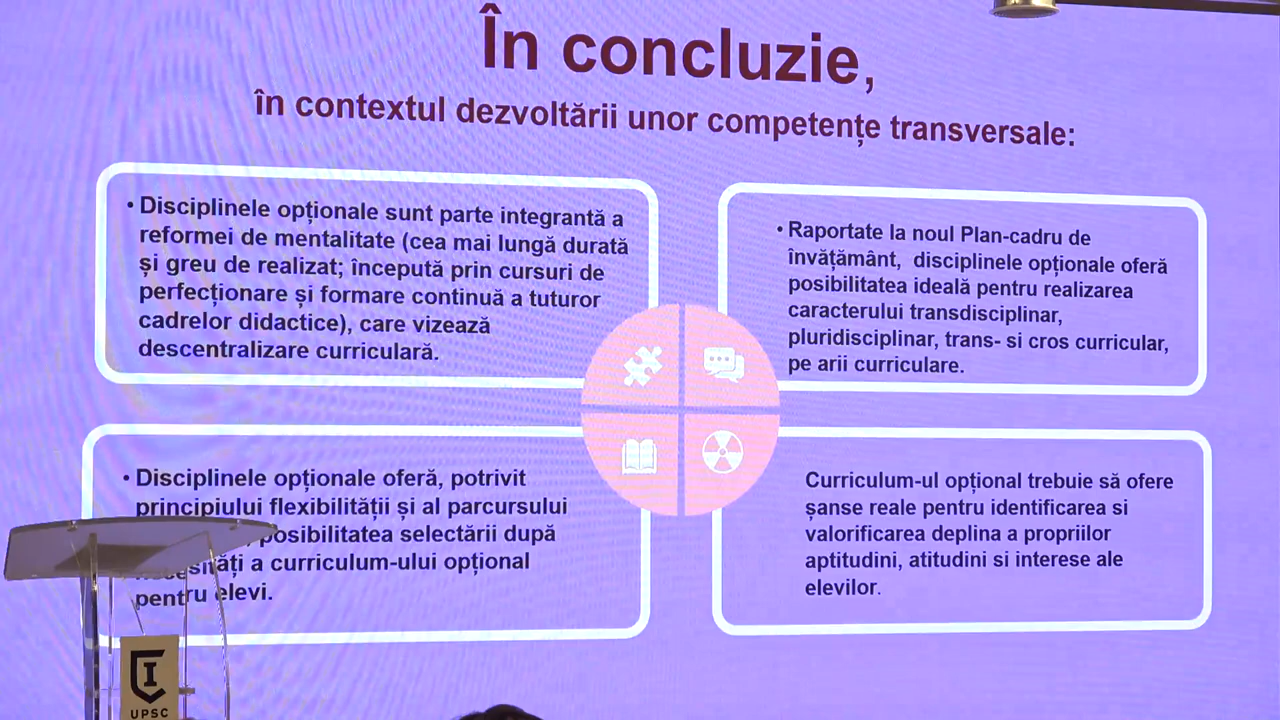 În concluzie,
în contextul dezvoltării unor competențe transversale:
• Disciplinele opționale sunt parte integrantă a
reformei de mentalitate (cea mai lungă durată
și greu de realizat; începută prin cursuri de
perfecționare și formare continuă a tuturor
cadrelor didactice), care vizează
descentralizare curriculară.
• Raportate la noul Plan-cadru de
învățământ, disciplinele opționale oferă
posibilitatea ideală pentru realizarea
caracterului transdisciplinar,
pluridisciplinar, trans- si cros curricular,
pe arii curriculare.
• Disciplinele opționale oferă, potrivit
principiului flexibilității și al parcursului
posibilitatea selectării după
a curriculum-ului opțional
pentru elevi.
Curriculum-ul opțional trebuie să ofere
șanse reale pentru identificarea si
valorificarea deplina a propriilor
aptitudini, atitudini si interese ale
elevilor.
UPSC